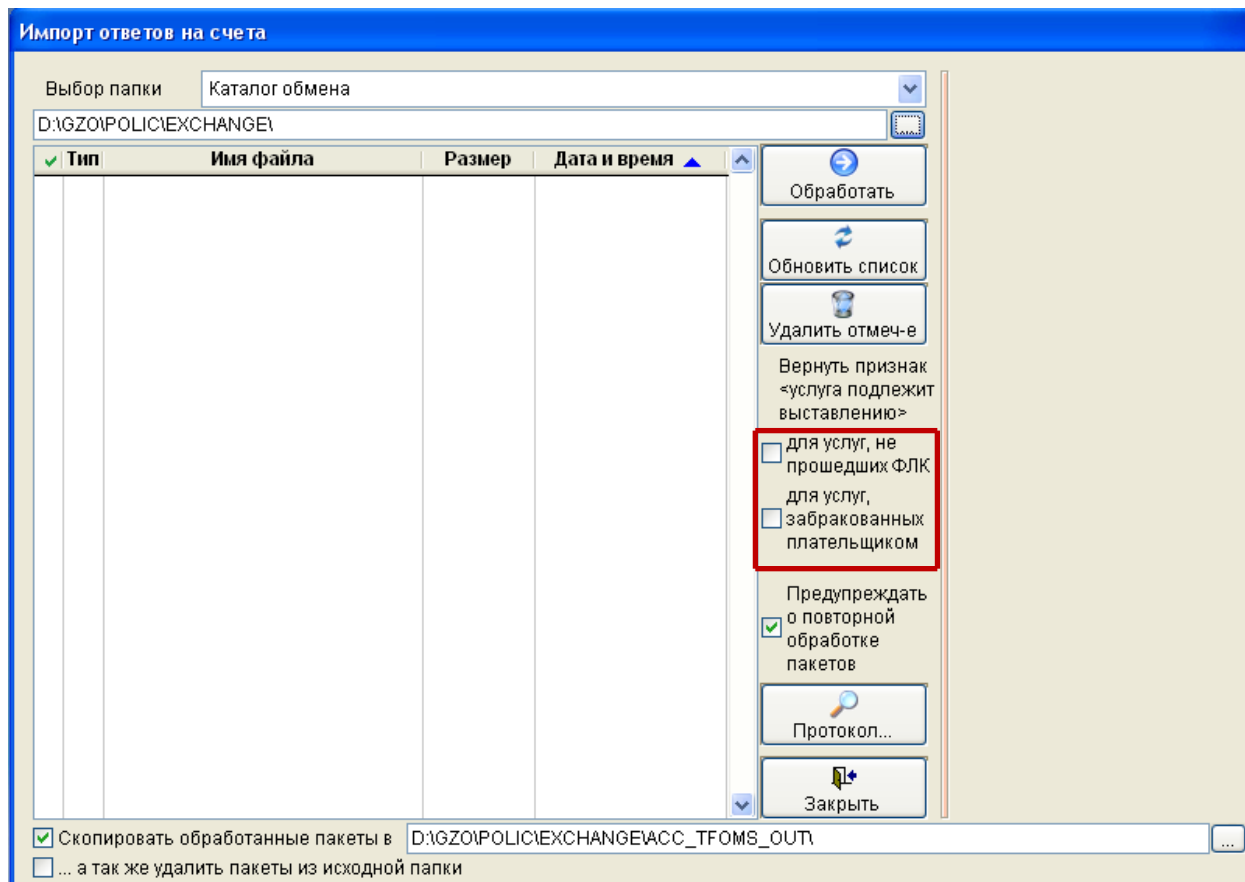 Импорт ответов на счета
Выбор папки Каталог обмена
D:\GZO\POLIC\EXCHANGE\ ...
Тип Имя файла Размер Дата и время
Обработать
Обновить список
Удалить отмеч-е
Вернуть признак
<услуга подлежит
выставлению>
для услуг, не
прошедших ФЛК
для услуг,
забракованных
плательщиком
Предупреждать
о повторной
обработке
пакетов
Протокол...
Закрыть
Скопировать обработанные пакеты в D:\GZO\POLIC\EXCHANGE\ACC_TFOMS_OUT\ ...
... а так же удалить пакеты из исходной папки